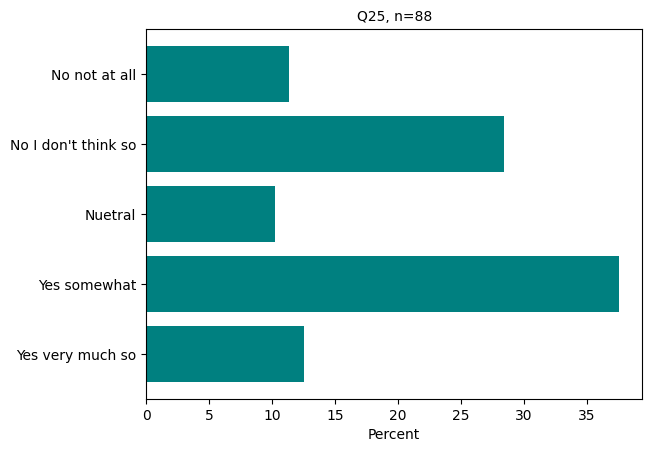 Q25, n=88
No not at all
No I don't think so
Nuetral
Yes somewhat
Yes very much so
0 5 10 15 20 25 30 35
Percent